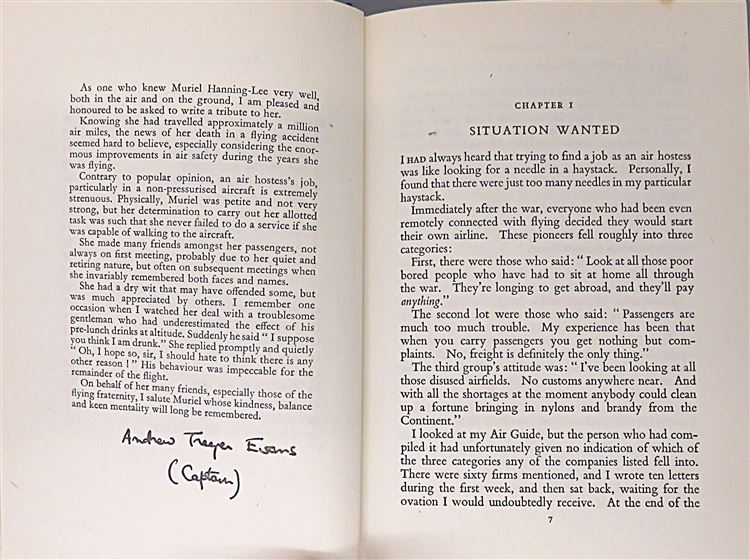 As one who knew Muriel Hanning-Lee very well,
both in the air and on the ground, I am pleased and
honoured to be asked to write a tribute to her.
Knowing she had travelled approximately a million
air miles, the news of her death in a flying accident
seemed hard to believe, especially considering the enor-
mous improvements in air safety during the years she
was flying.
Contrary to popular opinion, an air hostess's job,
particularly in a non-pressurised aircraft is extremely
strenuous. Physically, Muriel was petite and not very
strong, but her determination to carry out her allotted
task was such that she never failed to do a service if she
was capable of walking to the aircraft.
She made many friends amongst her passengers, not
always on first meeting, probably due to her quiet and
retiring nature, but often on subsequent meetings when
she invariably remembered both faces and names.
She had a dry wit that may have offended some, but
was much appreciated by others. I remember one
occasion when I watched her deal with a troublesome
gentleman who had underestimated the effect of his
pre-lunch drinks at altitude. Suddenly he said "I suppose
you think I am drunk." She replied promptly and quietly
"Oh, I hope so, sir, I should hate to think there is any
other reason!" His behaviour was impeccable for the
remainder of the flight.
On behalf of her many friends, especially those of the
flying fraternity, I salute Muriel whose kindness, balance
and keen mentality will long be remembered.
Andrew Treyer Evans
(Captain)
CHAPTER I
SITUATION WANTED
I HAD always heard that trying to find a job as an air hostess
was like looking for a needle in a haystack. Personally, I
found that there were just too many needles in my particular
haystack.
Immediately after the war, everyone who had been even
remotely connected with flying decided they would start
their own airline. These pioneers fell roughly into three
categories:
First, there were those who said: "Look at all those poor
bored people who have had to sit at home all through
the war. They're longing to get abroad, and they'll pay
anything."
The second lot were those who said: "Passengers are
much too much trouble. My experience has been that
when you carry passengers you get nothing but com-
plaints. No, freight is definitely the only thing."
The third group's attitude was: "I've been looking at all
those disused airfields. No customs anywhere near. And
with all the shortages at the moment anybody could clean
up a fortune bringing in nylons and brandy from the
Continent."
I looked at my Air Guide, but the person who had com-
piled it had unfortunately given no indication of which of
the three categories any of the companies listed fell into.
There were sixty firms mentioned, and I wrote ten letters
during the first week, and then sat back, waiting for the
ovation I would undoubtedly receive. At the end of the
7